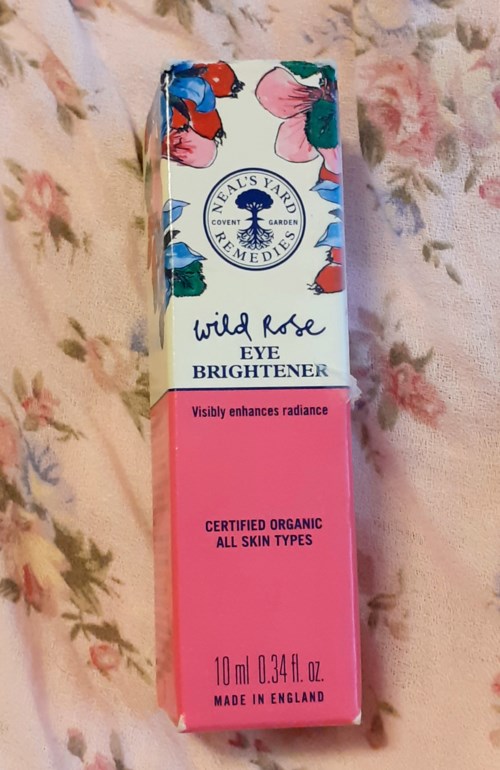 NEAL'S YARD
COVENT GARDEN
REMEDIES
wild Rose
EYE
BRIGHTENER
Visibly enhances radiance
CERTIFIED ORGANIC
ALL SKIN TYPES
10 ml 0.34 fl. oz.
MADE IN ENGLAND